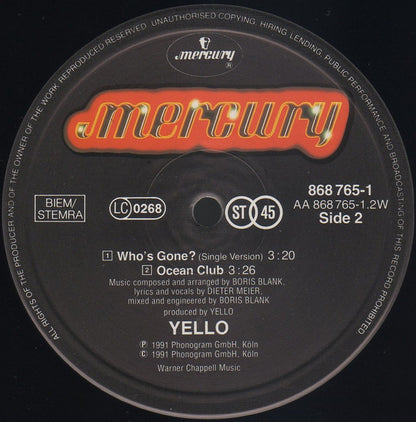 ALL RIGHTS OF THE PRODUCER AND OF THE OWNER OF THE WORK REPRODUCED RESERVED. UNAUTHORISED COPYING, HIRING, LENDING, PUBLIC PERFORMANCE AND BROADCASTING OF THIS RECORD PROHIBITED
mercury
®
mercury
BIEM/
STEMRA
LC 0268
ST 45
868 765-1
AA 868 765-1.2W
Side 2
1 Who's Gone? (Single Version) 3:20
2 Ocean Club 3:26
Music composed and arranged by BORIS BLANK,
lyrics and vocals by DIETER MEIER,
mixed and engineered by BORIS BLANK
produced by YELLO
YELLO
℗ 1991 Phonogram GmbH, Köln
© 1991 Phonogram GmbH, Köln
Warner Chappell Music